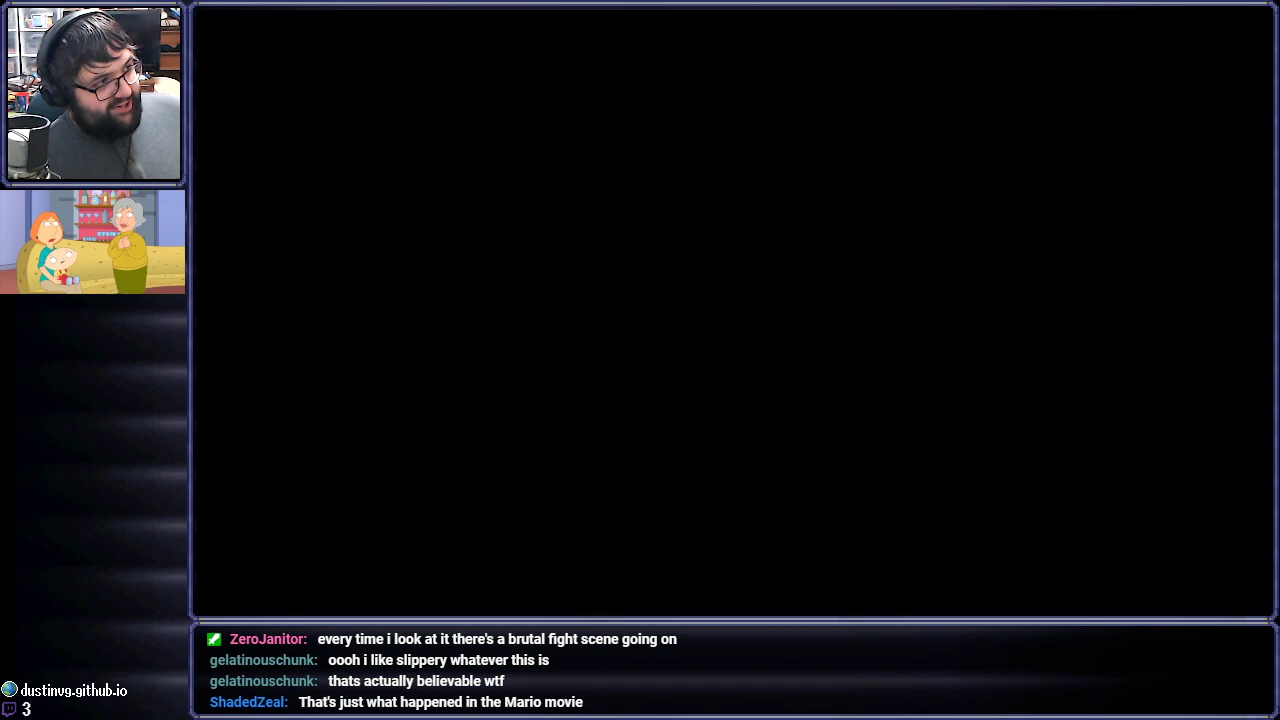 ZeroJanitor: every time i look at it there's a brutal fight scene going on
gelatinouschunk: oooh i like slippery whatever this is
gelatinouschunk: thats actually believable wtf
ShadedZeal: That's just what happened in the Mario movie
dustinvg.github.io
3